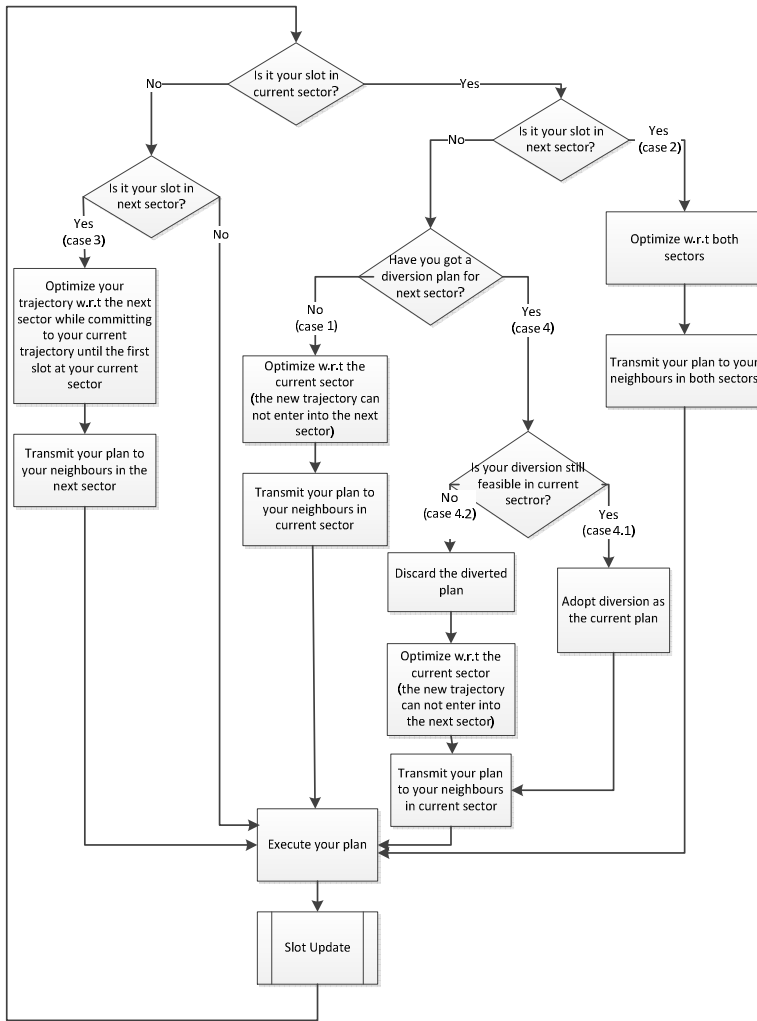 Is it your slot in
current sector?
No
Yes
Is it your slot in
next sector?
No
Yes
(case 2)
Is it your slot in
next sector?
Yes
(case 3)
No
Optimize w.r.t both
sectors
Have you got a
diversion plan for
next sector?
Optimize your
trajectory w.r.t the next
sector while committing
to your current
trajectory until the first
slot at your current
sector
No
(case 1)
Yes
(case 4)
Transmit your plan to your
neighbours in both sectors
Optimize w.r.t the
current sector
(the new trajectory can
not enter into the next
sector)
Transmit your plan to
your neighbours in the
next sector
Transmit your plan to
your neighbours in
current sector
Is your diversion still
feasible in current
sectror?
No
(case 4.2)
Yes
(case 4.1)
Discard the diverted
plan
Adopt diversion as
the current plan
Optimize w.r.t the
current sector
(the new trajectory
can not enter into
the next sector)
Transmit your plan
to your neighbours
in current sector
Execute your plan
Slot Update